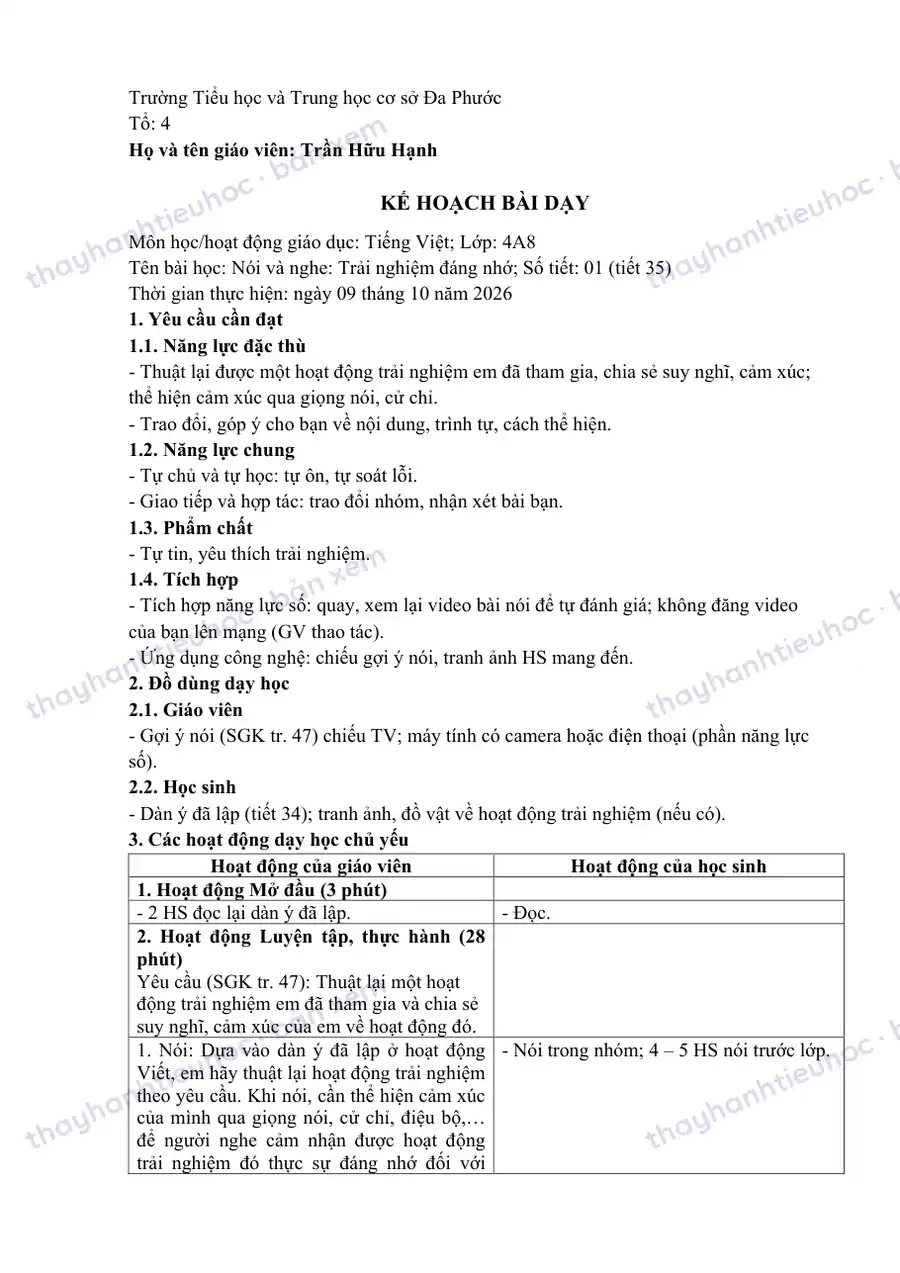 Trường Tiểu học và Trung học cơ sở Đa Phước
Tổ: 4
Họ và tên giáo viên: Trần Hữu Hạnh
KẾ HOẠCH BÀI DẠY
Môn học/hoạt động giáo dục: Tiếng Việt; Lớp: 4A8
Tên bài học: Nói và nghe: Trải nghiệm đáng nhớ; Số tiết: 01 (tiết 35)
Thời gian thực hiện: ngày 09 tháng 10 năm 2026
1. Yêu cầu cần đạt
1.1. Năng lực đặc thù
- Thuật lại được một hoạt động trải nghiệm em đã tham gia, chia sẻ suy nghĩ, cảm xúc;
thể hiện cảm xúc qua giọng nói, cử chỉ.
- Trao đổi, góp ý cho bạn về nội dung, trình tự, cách thể hiện.
1.2. Năng lực chung
- Tự chủ và tự học: tự ôn, tự soát lỗi.
- Giao tiếp và hợp tác: trao đổi nhóm, nhận xét bài bạn.
1.3. Phẩm chất
- Tự tin, yêu thích trải nghiệm.
1.4. Tích hợp
- Tích hợp năng lực số: quay, xem lại video bài nói để tự đánh giá; không đăng video
của bạn lên mạng (GV thao tác).
- Ứng dụng công nghệ: chiếu gợi ý nói, tranh ảnh HS mang đến.
2. Đồ dùng dạy học
2.1. Giáo viên
- Gợi ý nói (SGK tr. 47) chiếu TV; máy tính có camera hoặc điện thoại (phần năng lực
số).
2.2. Học sinh
- Dàn ý đã lập (tiết 34); tranh ảnh, đồ vật về hoạt động trải nghiệm (nếu có).
3. Các hoạt động dạy học chủ yếu
Hoạt động của giáo viên
Hoạt động của học sinh
1. Hoạt động Mở đầu (3 phút)
- 2 HS đọc lại dàn ý đã lập.
- Đọc.
2. Hoạt động Luyện tập, thực hành (28
phút)
Yêu cầu (SGK tr. 47): Thuật lại một hoạt
động trải nghiệm em đã tham gia và chia sẻ
suy nghĩ, cảm xúc của em về hoạt động đó.
1. Nói: Dựa vào dàn ý đã lập ở hoạt động
Viết, em hãy thuật lại hoạt động trải nghiệm
theo yêu cầu. Khi nói, cần thể hiện cảm xúc
của mình qua giọng nói, cử chỉ, điệu bộ,…
để người nghe cảm nhận được hoạt động
trải nghiệm đó thực sự đáng nhớ đối với
- Nói trong nhóm; 4 – 5 HS nói trước lớp.
thayhanhtieuhoc · bản xem
thayhanhtieuhoc · b
thayhanhtieuhoc · bản xem
thayhanhtieuhoc · b
thayhanhtieuhoc · bản xem
thayhanhtieuhoc · b